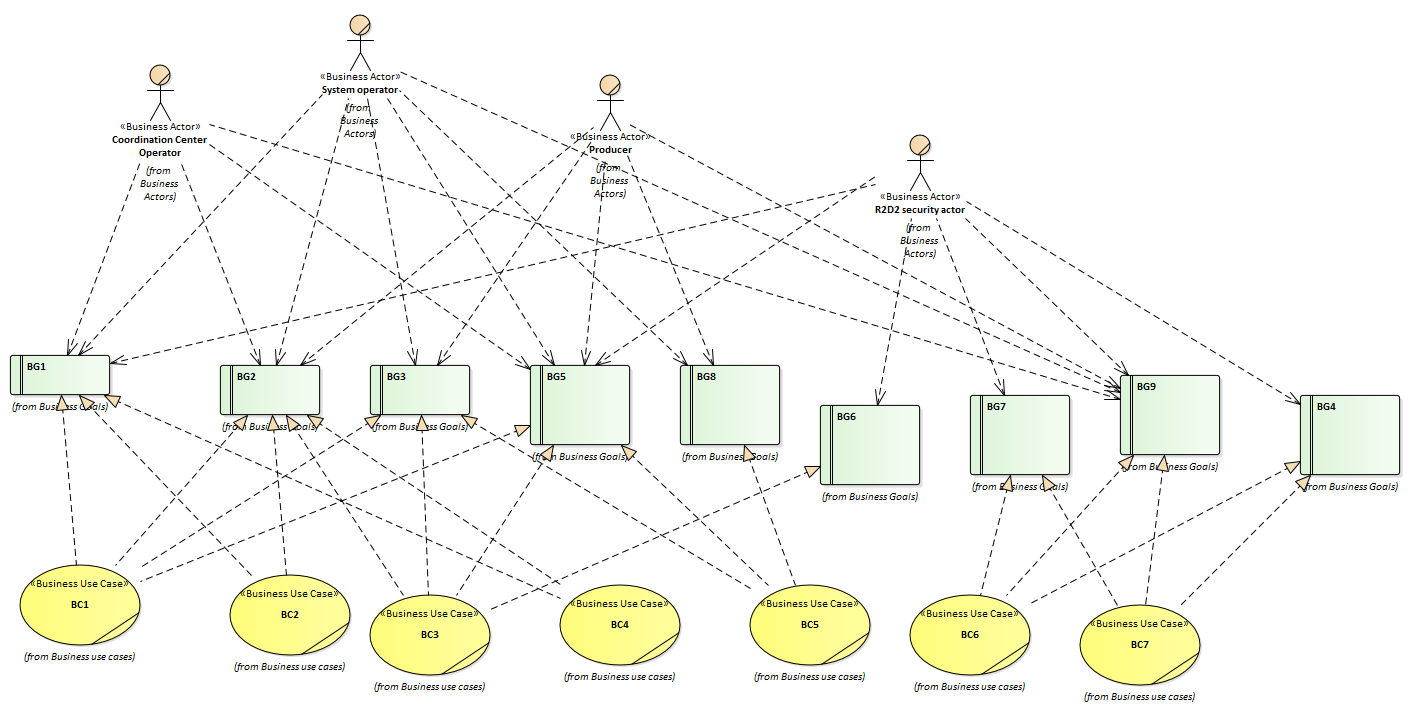 «Business Actor»
System operator
(from
Business
Actors)
«Business Actor»
Coordination Center
Operator
(from
Business
Actors)
«Business Actor»
Producer
(from
Business
Actors)
«Business Actor»
R2D2 security actor
(from
Business
Actors)
BG1
(from Business Goals)
BG2
(from Business Goals)
BG3
(from Business Goals)
BG5
(from Business Goals)
BG8
(from Business Goals)
BG6
(from Business Goals)
BG7
(from Business Goals)
BG9
(from Business Goals)
BG4
(from Business Goals)
«Business Use Case»
BC1
(from Business use cases)
«Business Use Case»
BC2
(from Business use cases)
«Business Use Case»
BC3
(from Business use cases)
«Business Use Case»
BC4
(from Business use cases)
«Business Use Case»
BC5
(from Business use cases)
«Business Use Case»
BC6
(from Business use cases)
«Business Use Case»
BC7
(from Business use cases)